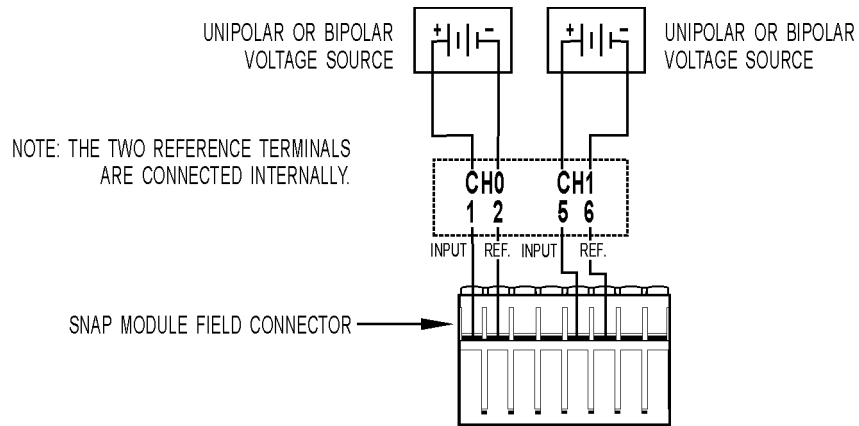 UNIPOLAR OR BIPOLAR
VOLTAGE SOURCE
+ -
+ -
UNIPOLAR OR BIPOLAR
VOLTAGE SOURCE
NOTE: THE TWO REFERENCE TERMINALS
ARE CONNECTED INTERNALLY.
CH0 CH1
1 2 5 6
INPUT REF. INPUT REF.
SNAP MODULE FIELD CONNECTOR